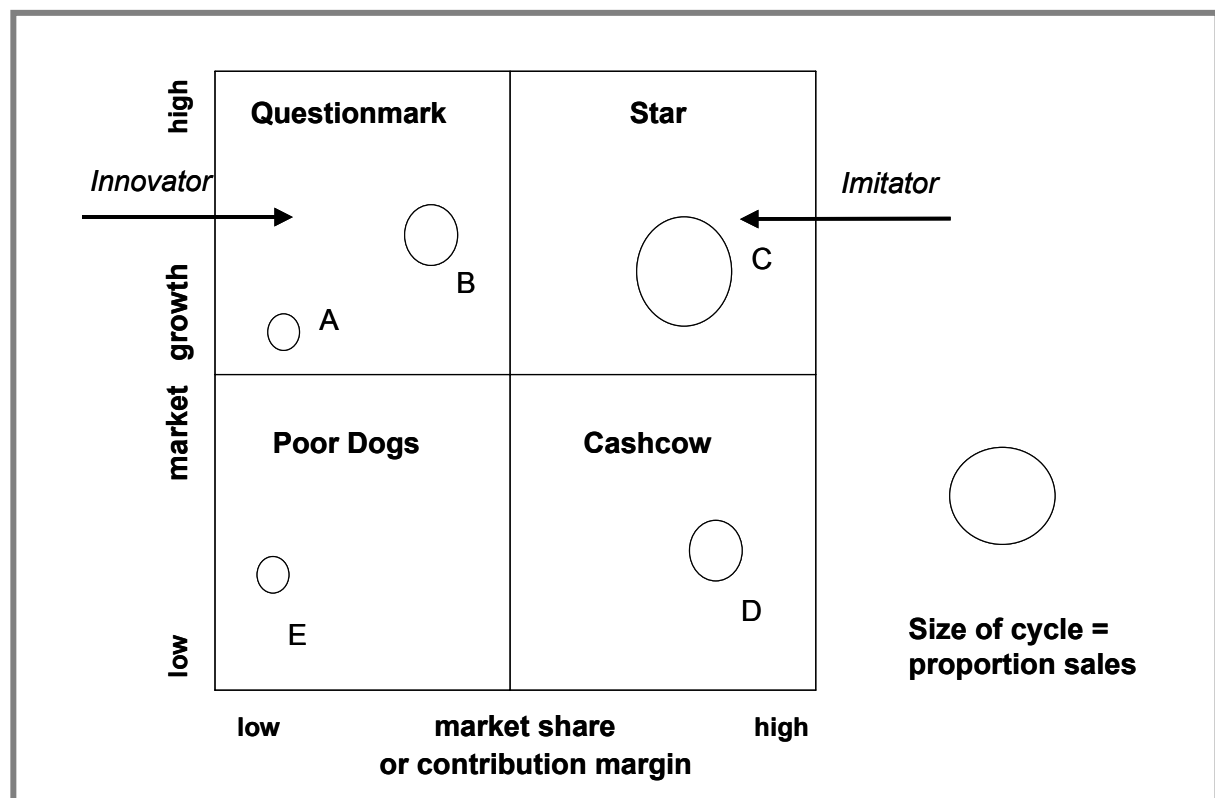 high
Questionmark
Star
Innovator
Imitator
B
C
A
market growth
Poor Dogs
Cashcow
E
D
low
Size of cycle =
proportion sales
low
market share
high
or contribution margin